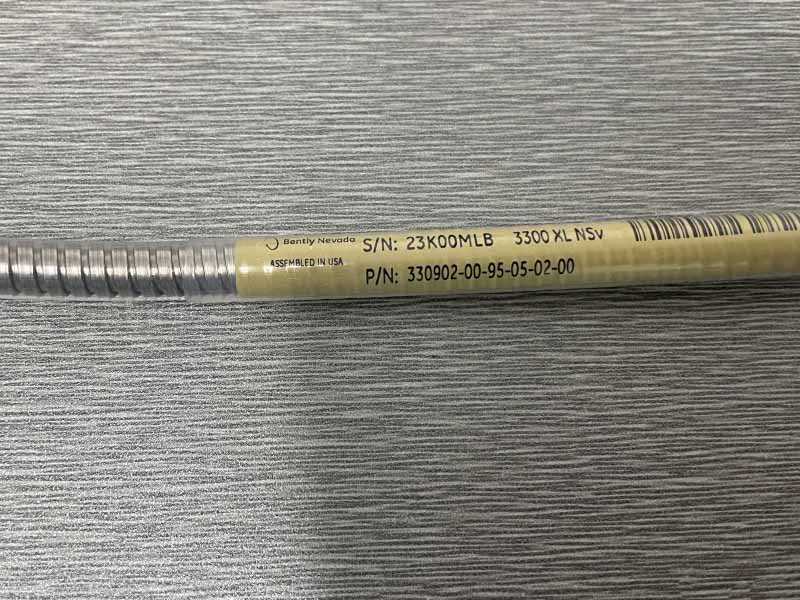 Bently Nevada S/N: 23K00MLB 3300 XL NSv
ASSEMBLED IN USA P/N: 330902-00-95-05-02-00